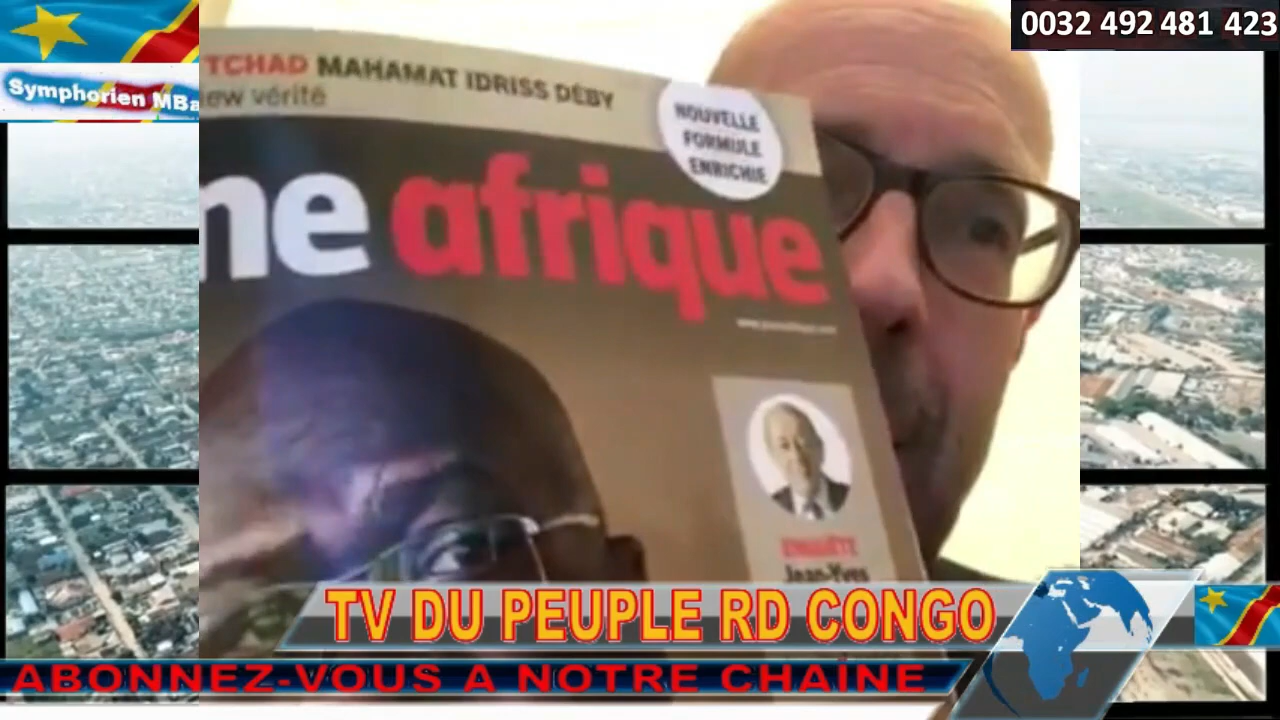 0032 492 481 423
Symphorien MBa
TCHAD MAHAMAT IDRISS DÉBY
ew vérité
NOUVELLE
FORMULE
ENRICHIE
ne afrique
ENQUÊTE
Jean-Yves
TV DU PEUPLE RD CONGO
ABONNEZ-VOUS A NOTRE CHAINE